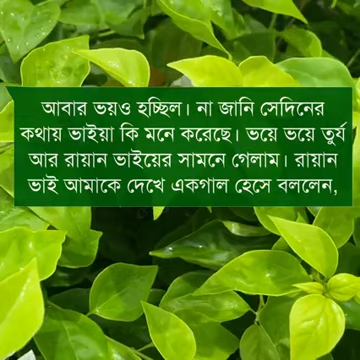 আবার ভয়ও হচ্ছিল। না জানি সেদিনের
কথায় ভাইয়া কি মনে করেছে। ভয়ে ভয়ে তুর্য
আর রায়ান ভাইয়ের সামনে গেলাম। রায়ান
ভাই আমাকে দেখে একগাল হেসে বললেন,